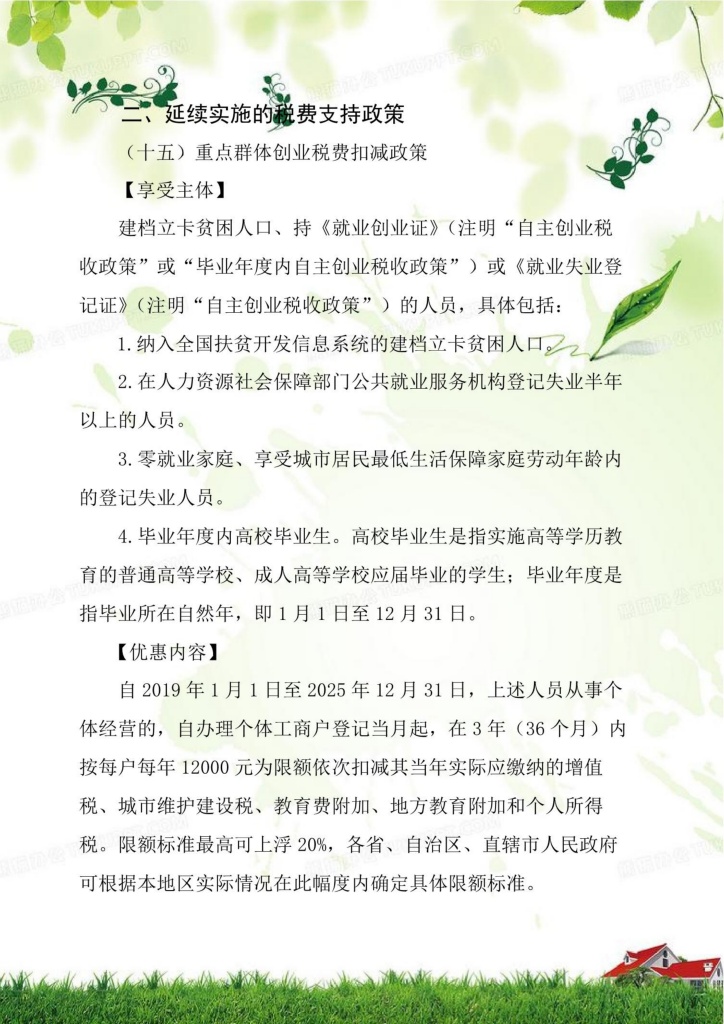 二、延续实施的税费支持政策
（十五）重点群体创业税费扣减政策
【享受主体】
建档立卡贫困人口、持《就业创业证》（注明“自主创业税
收政策”或“毕业年度内自主创业税收政策”）或《就业失业登
记证》（注明“自主创业税收政策”）的人员，具体包括：
1.纳入全国扶贫开发信息系统的建档立卡贫困人口。
2.在人力资源社会保障部门公共就业服务机构登记失业半年
以上的人员。
3.零就业家庭、享受城市居民最低生活保障家庭劳动年龄内
的登记失业人员。
4.毕业年度内高校毕业生。高校毕业生是指实施高等学历教
育的普通高等学校、成人高等学校应届毕业的学生；毕业年度是
指毕业所在自然年，即 1 月 1 日至 12 月 31 日。
【优惠内容】
自 2019 年 1 月 1 日至 2025 年 12 月 31 日，上述人员从事个
体经营的，自办理个体工商户登记当月起，在 3 年（36 个月）内
按每户每年 12000 元为限额依次扣减其当年实际应缴纳的增值
税、城市维护建设税、教育费附加、地方教育附加和个人所得
税。限额标准最高可上浮 20%，各省、自治区、直辖市人民政府
可根据本地区实际情况在此幅度内确定具体限额标准。